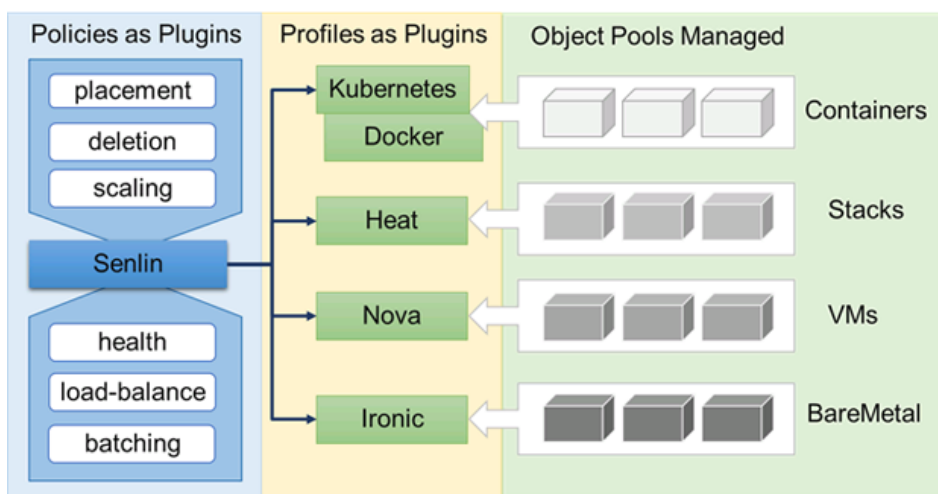 Policies as Plugins
placement
deletion
scaling
Senlin
health
load-balance
batching
Profiles as Plugins
Kubernetes
Docker
Heat
Nova
Ironic
Object Pools Managed
Containers
Stacks
VMs
BareMetal